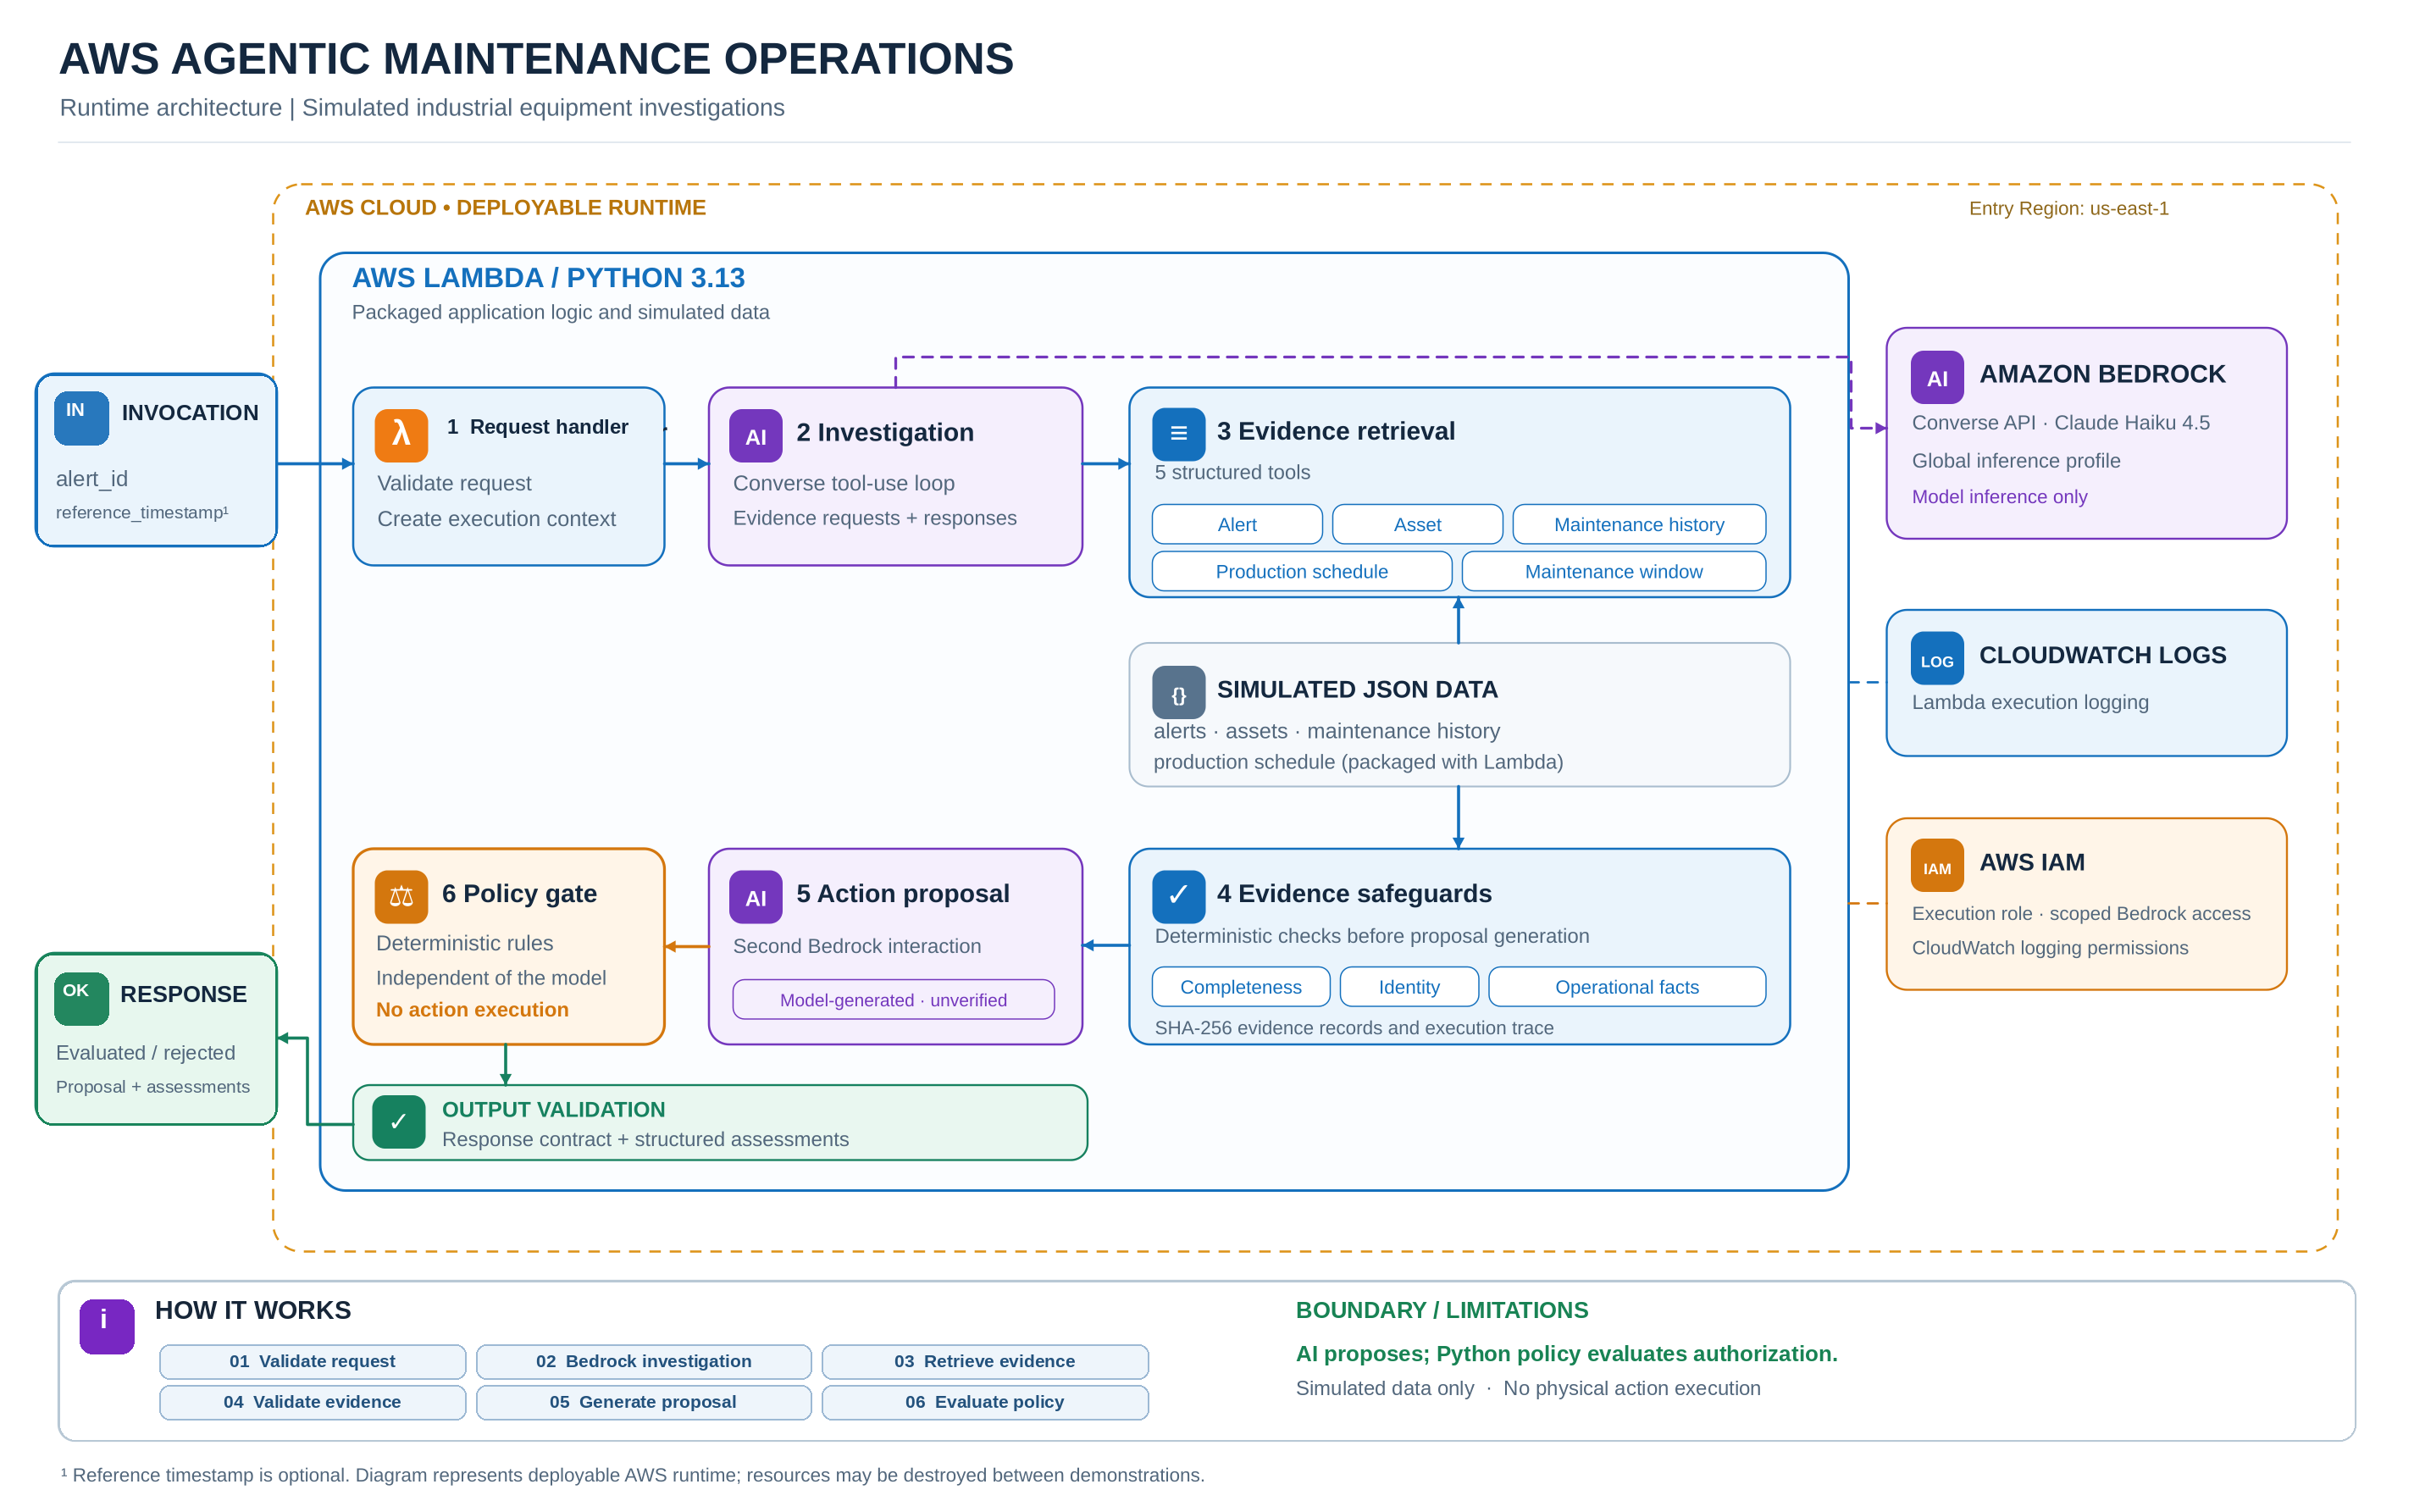 AWS AGENTIC MAINTENANCE OPERATIONS
Runtime architecture | Simulated industrial equipment investigations
AWS CLOUD • DEPLOYABLE RUNTIME
Entry Region: us-east-1
AWS LAMBDA / PYTHON 3.13
Packaged application logic and simulated data
IN INVOCATION
alert_id
reference_timestamp¹
λ 1 Request handler
Validate request
Create execution context
AI 2 Investigation
Converse tool-use loop
Evidence requests + responses
≡ 3 Evidence retrieval
5 structured tools
Alert
Asset
Maintenance history
Production schedule
Maintenance window
AI AMAZON BEDROCK
Converse API · Claude Haiku 4.5
Global inference profile
Model inference only
{} SIMULATED JSON DATA
alerts · assets · maintenance history
production schedule (packaged with Lambda)
LOG CLOUDWATCH LOGS
Lambda execution logging
IAM AWS IAM
Execution role · scoped Bedrock access
CloudWatch logging permissions
✓ 4 Evidence safeguards
Deterministic checks before proposal generation
Completeness
Identity
Operational facts
SHA-256 evidence records and execution trace
AI 5 Action proposal
Second Bedrock interaction
Model-generated · unverified
⚖ 6 Policy gate
Deterministic rules
Independent of the model
No action execution
✓ OUTPUT VALIDATION
Response contract + structured assessments
OK RESPONSE
Evaluated / rejected
Proposal + assessments
i HOW IT WORKS
01 Validate request
02 Bedrock investigation
03 Retrieve evidence
04 Validate evidence
05 Generate proposal
06 Evaluate policy
BOUNDARY / LIMITATIONS
AI proposes; Python policy evaluates authorization.
Simulated data only · No physical action execution
¹ Reference timestamp is optional. Diagram represents deployable AWS runtime; resources may be destroyed between demonstrations.